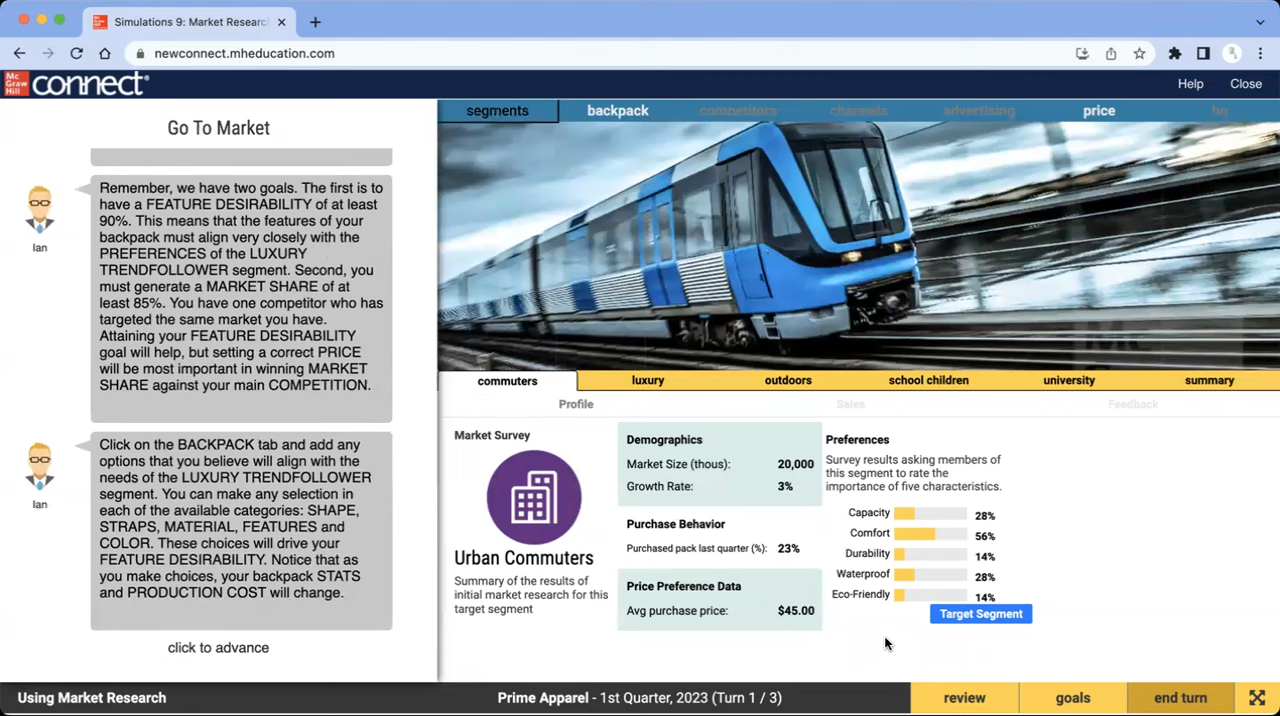 Simulations 9: Market Researc
newconnect.mheducation.com
Mc Graw Hill connect
Help
Close
Go To Market
segments
backpack
competitors
channels
advertising
price
hq
Remember, we have two goals. The first is to
have a FEATURE DESIRABILITY of at least
90%. This means that the features of your
backpack must align very closely with the
PREFERENCES of the LUXURY
TRENDFOLLOWER segment. Second, you
must generate a MARKET SHARE of at
least 85%. You have one competitor who has
targeted the same market you have.
Attaining your FEATURE DESIRABILITY
goal will help, but setting a correct PRICE
will be most important in winning MARKET
SHARE against your main COMPETITION.
Ian
Click on the BACKPACK tab and add any
options that you believe will align with the
needs of the LUXURY TRENDFOLLOWER
segment. You can make any selection in
each of the available categories: SHAPE,
STRAPS, MATERIAL, FEATURES and
COLOR. These choices will drive your
FEATURE DESIRABILITY. Notice that as
you make choices, your backpack STATS
and PRODUCTION COST will change.
Ian
click to advance
commuters
luxury
outdoors
school children
university
summary
Profile
Sales
Feedback
Market Survey
Urban Commuters
Summary of the results of
initial market research for this
target segment
Demographics
Market Size (thous): 20,000
Growth Rate: 3%
Purchase Behavior
Purchased pack last quarter (%): 23%
Price Preference Data
Avg purchase price: $45.00
Preferences
Survey results asking members of
this segment to rate the
importance of five characteristics.
Capacity 28%
Comfort 56%
Durability 14%
Waterproof 28%
Eco-Friendly 14%
Target Segment
Using Market Research
Prime Apparel - 1st Quarter, 2023 (Turn 1 / 3)
review
goals
end turn